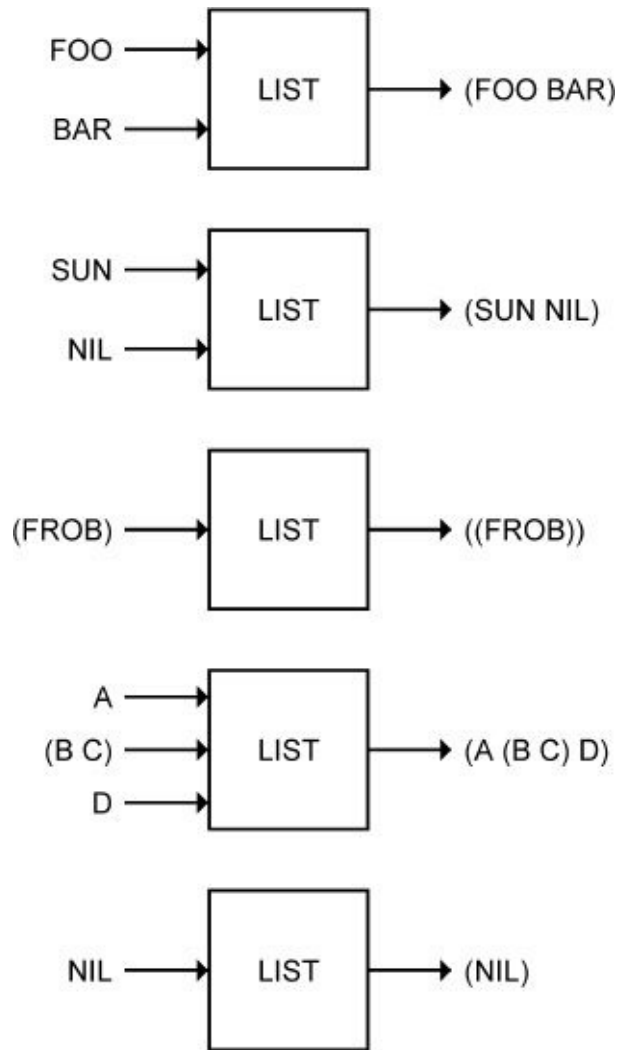 FOO
LIST
(FOO BAR)
BAR
SUN
LIST
(SUN NIL)
NIL
(FROB) LIST ((FROB))
A
(B C) LIST (A (B C) D)
D
NIL LIST (NIL)